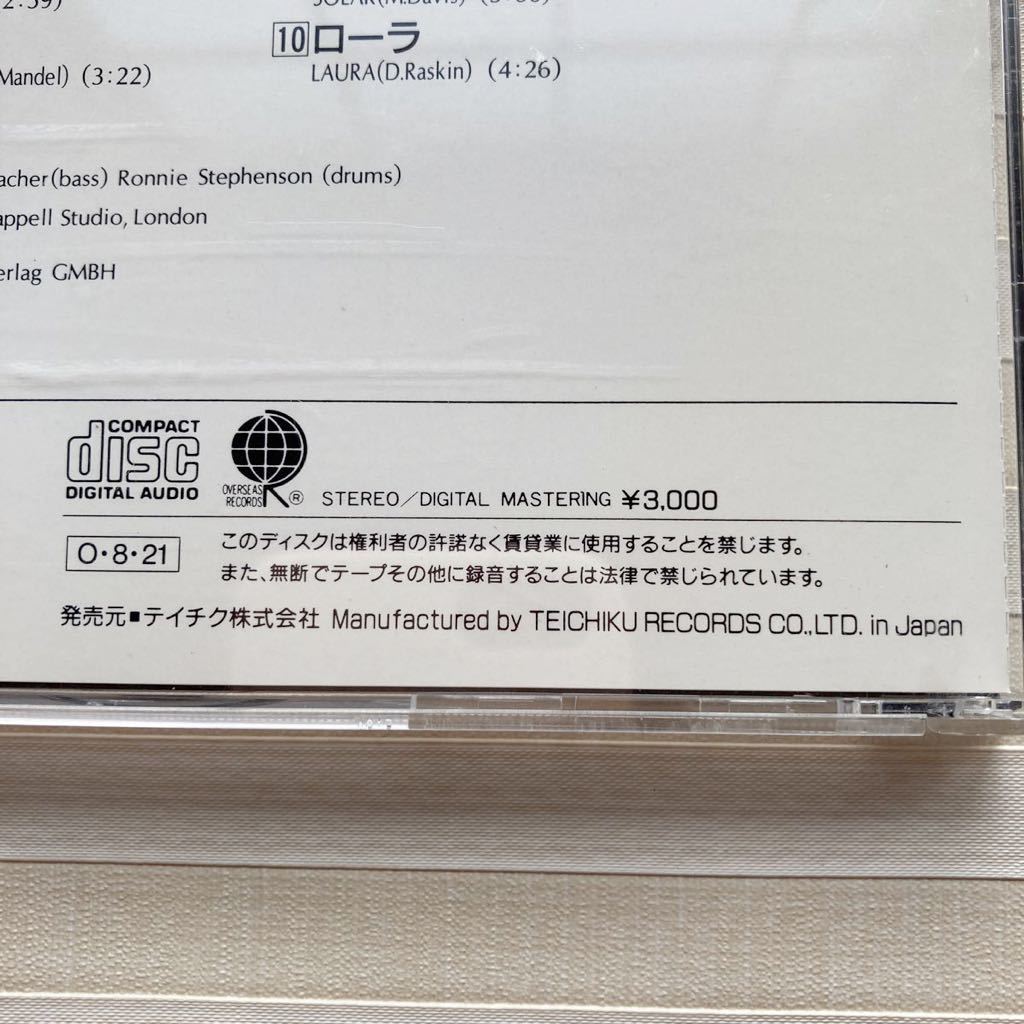 2:59)
SOLAR(M.Davis)
10 ローラ
Mandel) (3:22)
LAURA(D.Raskin) (4:26)
acher(bass) Ronnie Stephenson (drums)
appell Studio, London
erlag GMBH
COMPACT
disc
DIGITAL AUDIO
OVERSEAS
RECORDS ®
STEREO/DIGITAL MASTERING ¥3,000
O・8・21
このディスクは権利者の許諾なく賃貸業に使用することを禁じます。
また、無断でテープその他に録音することは法律で禁じられています。
発売元■テイチク株式会社 Manufactured by TEICHIKU RECORDS CO.,LTD. in Japan